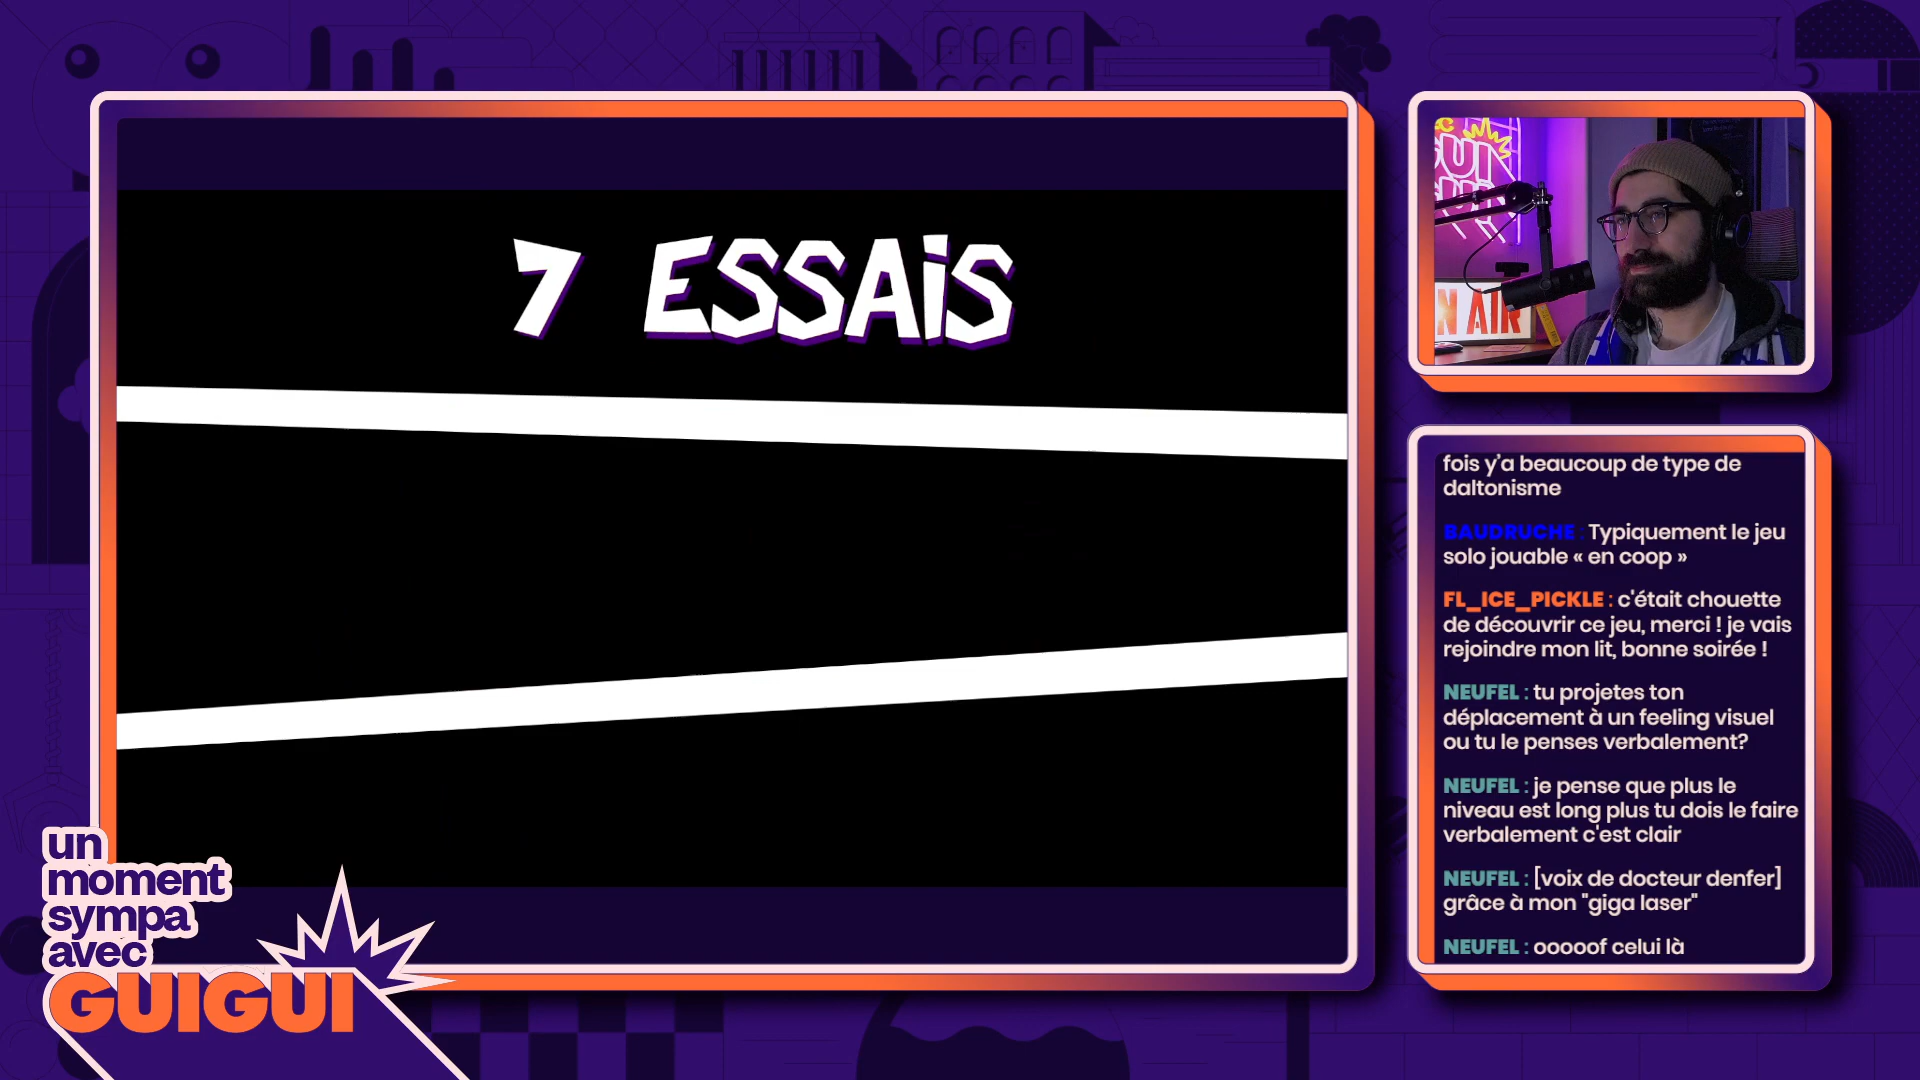 7 ESSAiS
fois y'a beaucoup de type de
daltonisme
BAUDRUCHE : Typiquement le jeu
solo jouable « en coop »
FL_ICE_PICKLE : c'était chouette
de découvrir ce jeu, merci ! je vais
rejoindre mon lit, bonne soirée !
NEUFEL : tu projetes ton
déplacement à un feeling visuel
ou tu le penses verbalement?
NEUFEL : je pense que plus le
niveau est long plus tu dois le faire
verbalement c'est clair
NEUFEL : [voix de docteur denfer]
grâce à mon "giga laser"
NEUFEL : ooooof celui là
un
moment
sympa
avec
GUIGUI
N AIR